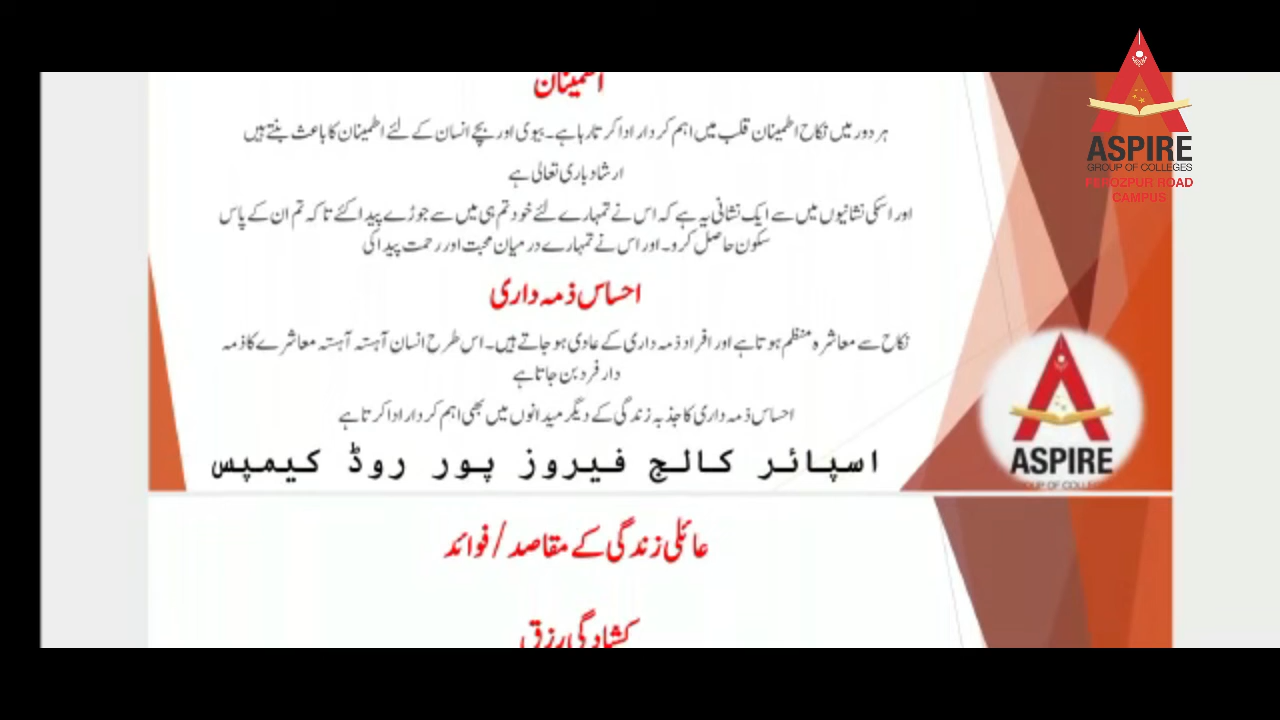 اطمینان
ہر دور میں نکاح اطمینان قلب میں اہم کردار ادا کرتا رہا ہے۔ بیوی اور بچے انسان کے لئے اطمینان کا باعث بنتے ہیں
ارشاد باری تعالی ہے
اور اسکی نشانیوں میں سے ایک نشانی یہ ہے کہ اس نے تمہارے لئے خود تم ہی میں سے جوڑے پیدا کئے تا کہ تم ان کے پاس
سکون حاصل کرو۔ اور اس نے تمہارے درمیان محبت اور رحمت پیدا کی
احساس ذمہ داری
نکاح سے معاشرہ منظم ہوتا ہے اور افراد ذمہ داری کے عادی ہو جاتے ہیں۔ اس طرح انسان آہستہ آہستہ معاشرے کا ذمہ
دار فرد بن جاتا ہے
احساس ذمہ داری کا جذبہ زندگی کے دیگر میدانوں میں بھی اہم کردار ادا کرتا ہے
اسپائر کالج فیروز پور روڈ کیمپس
عائلی زندگی کے مقاصد / فوائد
کشادگی رزق
ASPIRE
GROUP OF COLLEGES
FEROZPUR ROAD
CAMPUS
ASPIRE
GROUP OF COLLEGES